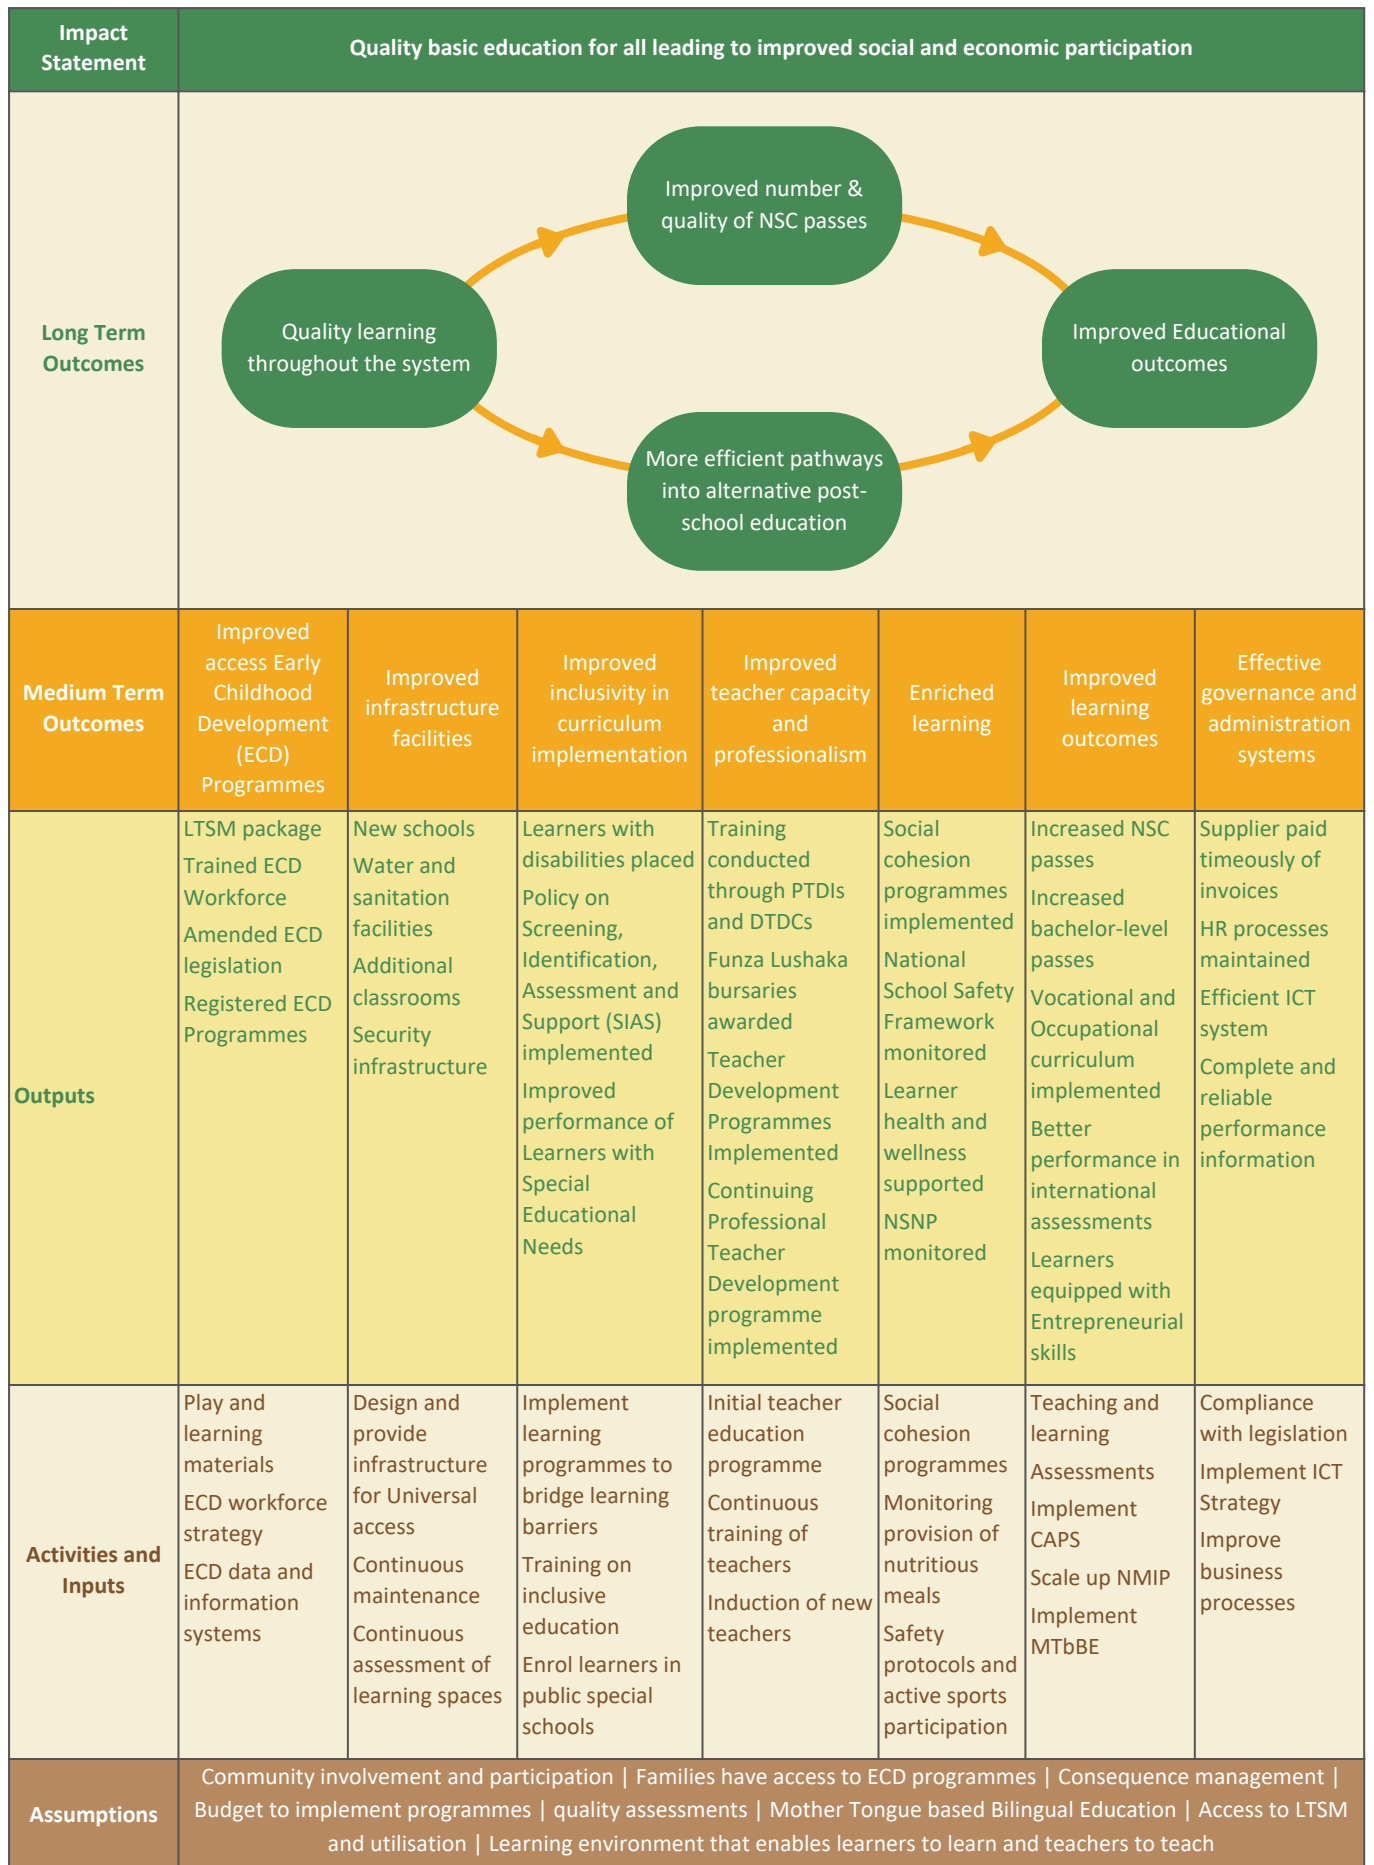 Impact
Statement
Quality basic education for all leading to improved social and economic participation
Long Term
Outcomes
Improved number &
quality of NSC passes
Quality learning
throughout the system
Improved Educational
outcomes
More efficient pathways
into alternative post-
school education
Medium Term
Outcomes
Improved
access Early
Childhood
Development
(ECD)
Programmes
Improved
infrastructure
facilities
Improved
inclusivity in
curriculum
implementation
Improved
teacher capacity
and
professionalism
Enriched
learning
Improved
learning
outcomes
Effective
governance and
administration
systems
Outputs
LTSM package
Trained ECD
Workforce
Amended ECD
legislation
Registered ECD
Programmes
New schools
Water and
sanitation
facilities
Additional
classrooms
Security
infrastructure
Learners with
disabilities placed
Policy on
Screening,
Identification,
Assessment and
Support (SIAS)
implemented
Improved
performance of
Learners with
Special
Educational
Needs
Training
conducted
through PTDIs
and DTDCs
Funza Lushaka
bursaries
awarded
Teacher
Development
Programmes
Implemented
Continuing
Professional
Teacher
Development
programme
implemented
Social
cohesion
programmes
implemented
National
School Safety
Framework
monitored
Learner
health and
wellness
supported
NSNP
monitored
Increased NSC
passes
Increased
bachelor-level
passes
Vocational and
Occupational
curriculum
implemented
Better
performance in
international
assessments
Learners
equipped with
Entrepreneurial
skills
Supplier paid
timeously of
invoices
HR processes
maintained
Efficient ICT
system
Complete and
reliable
performance
information
Activities and
Inputs
Play and
learning
materials
ECD workforce
strategy
ECD data and
information
systems
Design and
provide
infrastructure
for Universal
access
Continuous
maintenance
Continuous
assessment of
learning spaces
Implement
learning
programmes to
bridge learning
barriers
Training on
inclusive
education
Enrol learners in
public special
schools
Initial teacher
education
programme
Continuous
training of
teachers
Induction of new
teachers
Social
cohesion
programmes
Monitoring
provision of
nutritious
meals
Safety
protocols and
active sports
participation
Teaching and
learning
Assessments
Implement
CAPS
Scale up NMIP
Implement
MTbBE
Compliance
with legislation
Implement ICT
Strategy
Improve
business
processes
Assumptions
Community involvement and participation | Families have access to ECD programmes | Consequence management |
Budget to implement programmes | quality assessments | Mother Tongue based Bilingual Education | Access to LTSM
and utilisation | Learning environment that enables learners to learn and teachers to teach